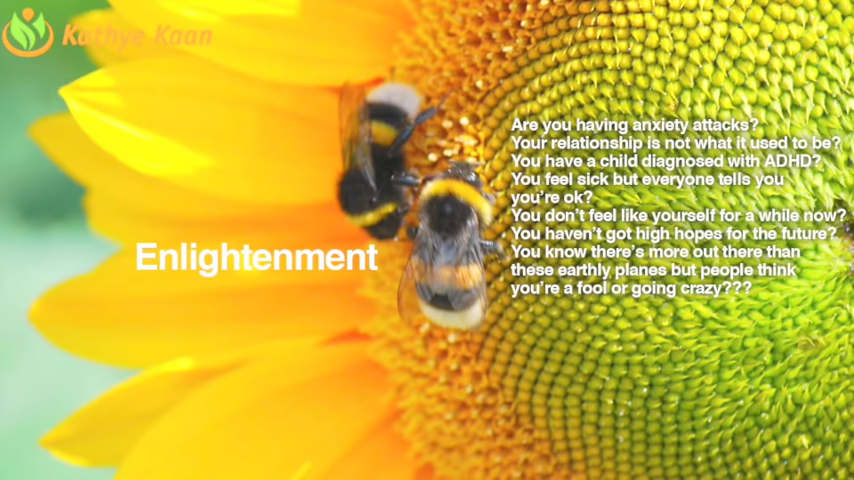 Kathye Kaan
Enlightenment
Are you having anxiety attacks?
Your relationship is not what it used to be?
You have a child diagnosed with ADHD?
You feel sick but everyone tells you
you're ok?
You don't feel like yourself for a while now?
You haven't got high hopes for the future?
You know there's more out there than
these earthly planes but people think
you're a fool or going crazy???